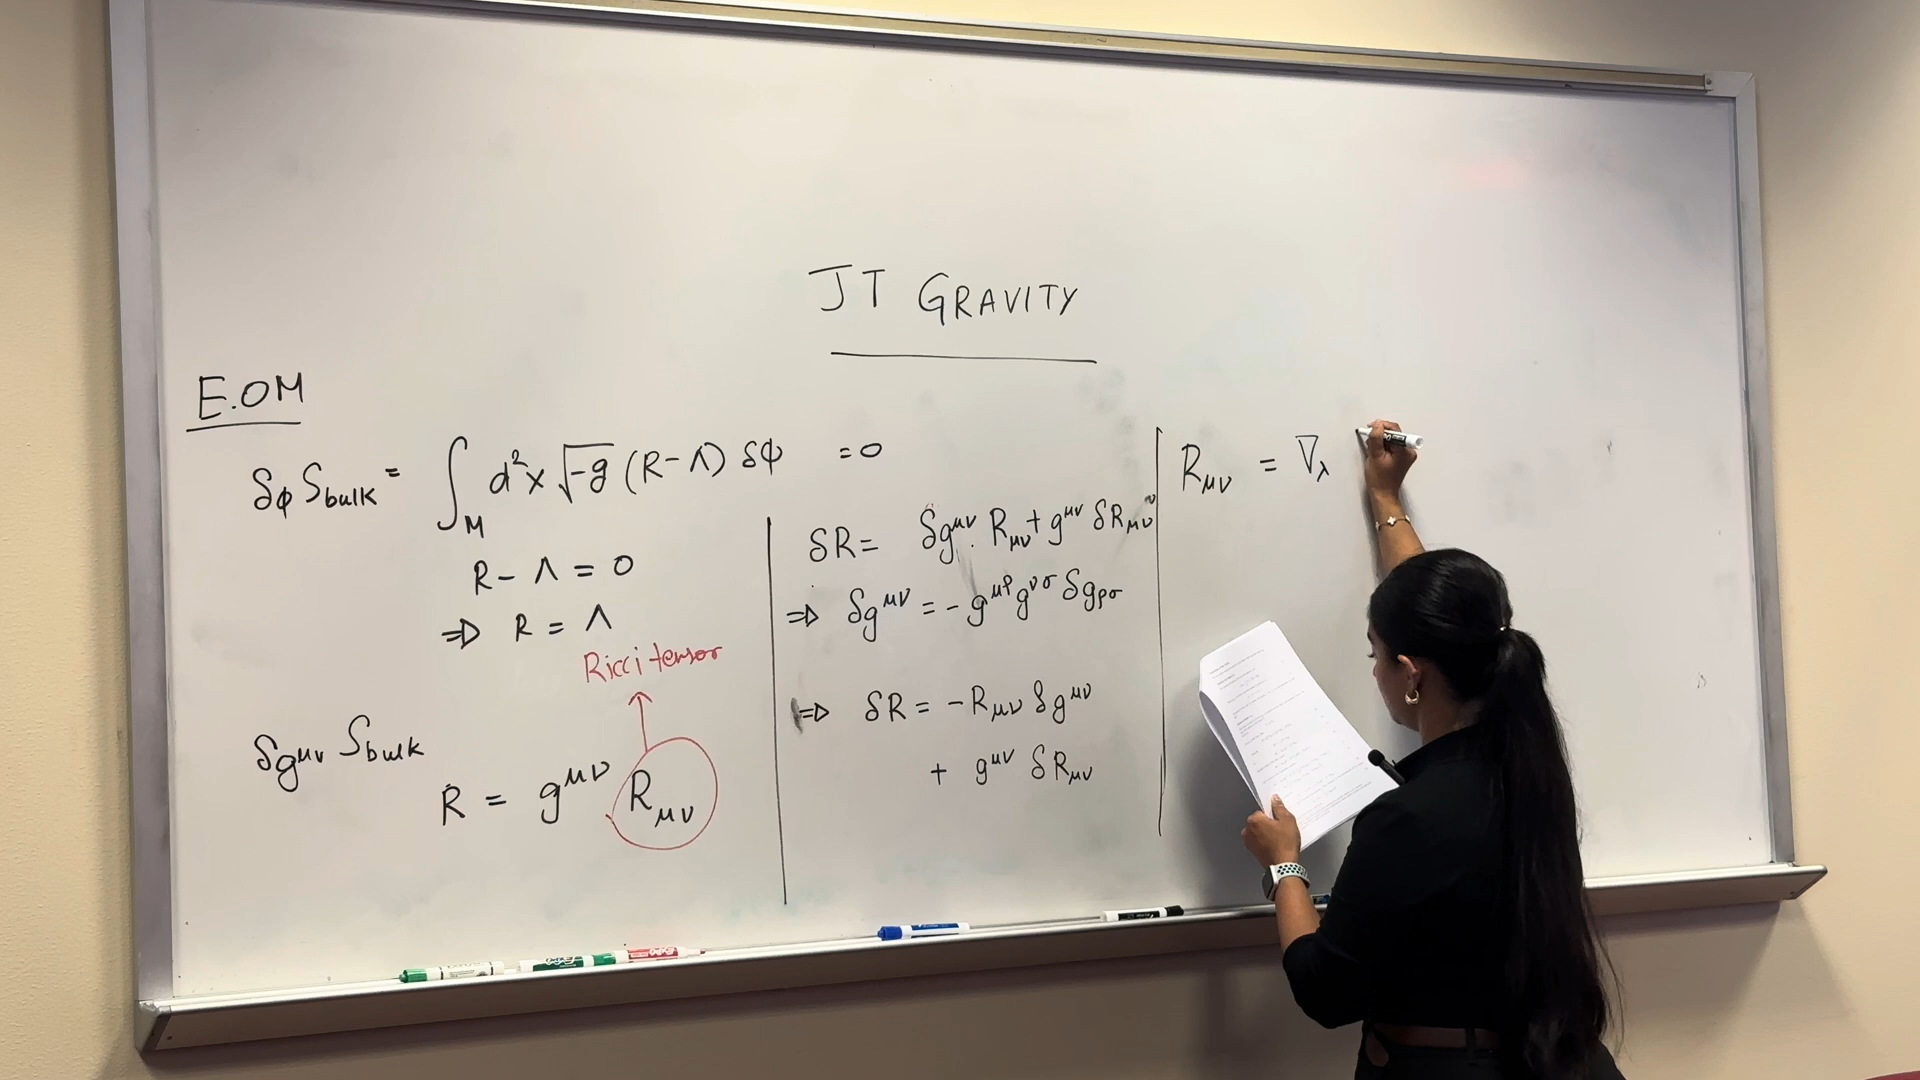 JT GRAVITY
E.OM
δφ Sbulk = ∫M d²x √-g (R-Λ) δφ = 0
R - Λ = 0
⇒ R = Λ
Ricci tensor
δgμν Sbulk
R = gμν Rμν
δR = δgμν Rμν + gμν δRμν
⇒ δgμν = - gμρ gνσ δgρσ
⇒ δR = - Rμν δgμν
+ gμν δRμν
Rμν = ∇λ